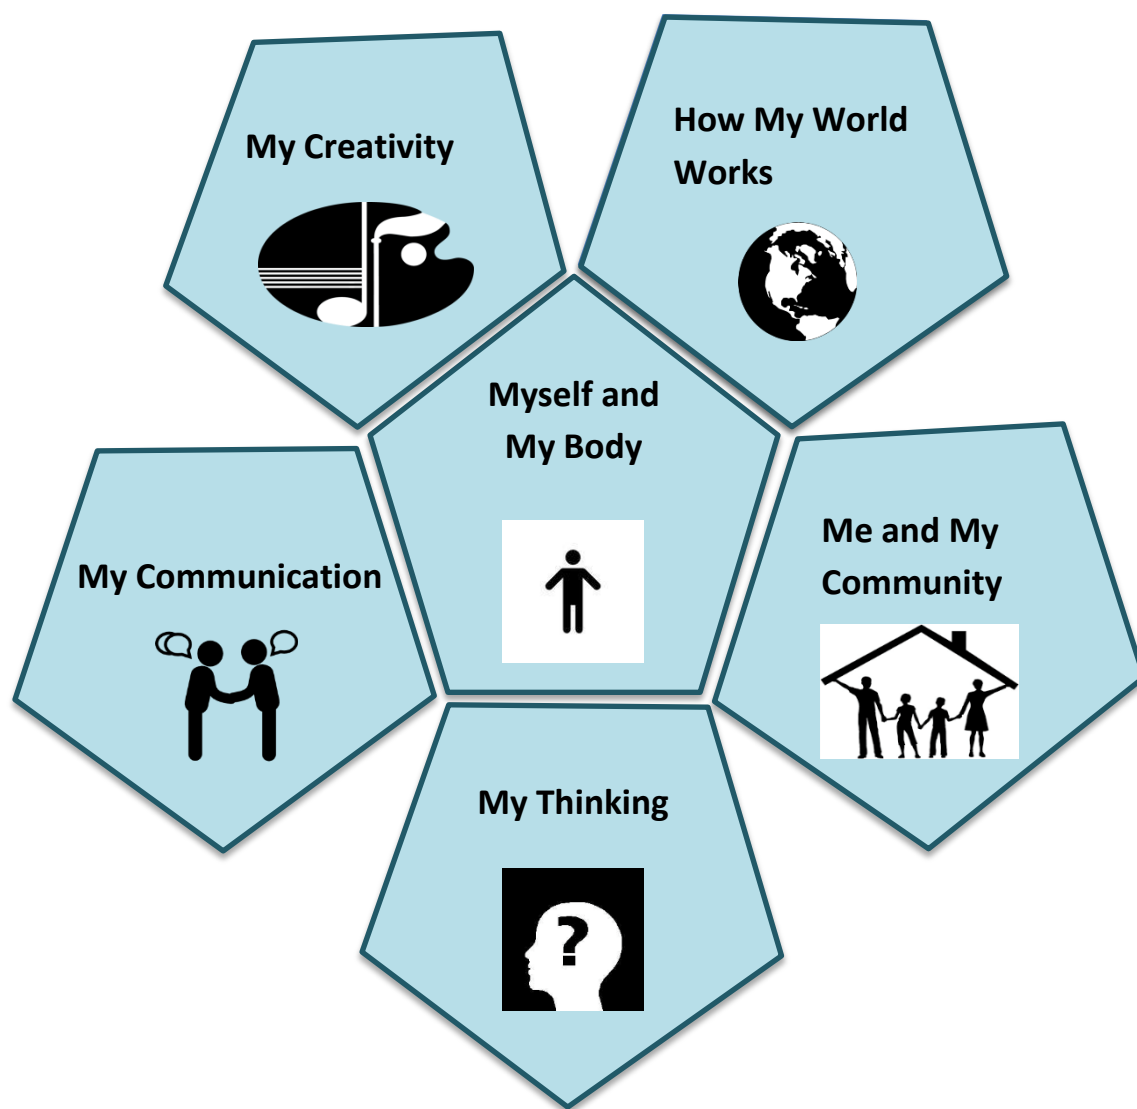 My Creativity
How My World
Works
Myself and
My Body
My Communication
Me and My
Community
My Thinking
?